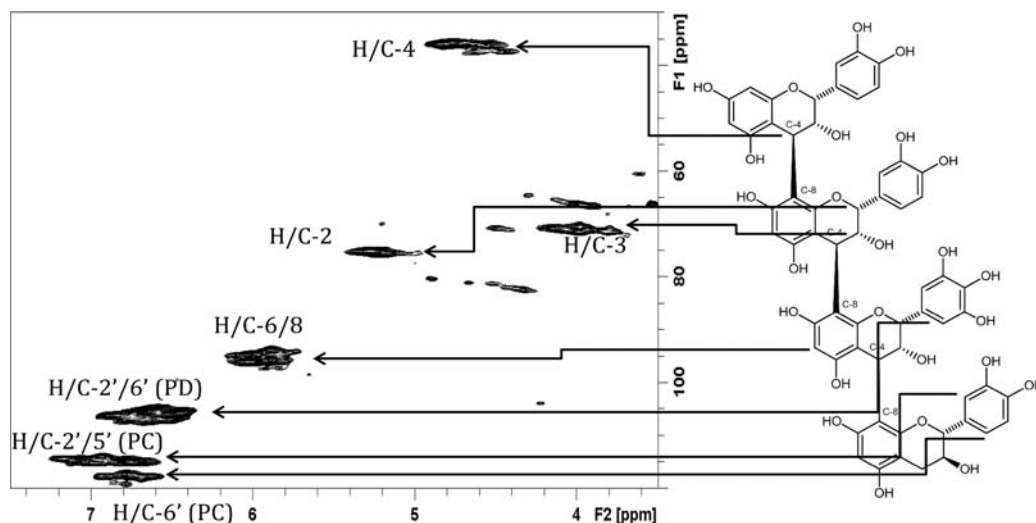 H/C-4
F1 [ppm]
60
H/C-2
H/C-3
80
H/C-6/8
100
H/C-2'/6' (PD)
H/C-2'/5' (PC)
H/C-6' (PC)
7
6
5
4
F2 [ppm]
OH
OH
HO
O
C-4
OH
OH
OH
OH
C-8
HO
O
C-4
OH
OH
OH
OH
OH
C-8
HO
O
C-4
OH
OH
OH
OH
C-8
HO
O
OH
OH